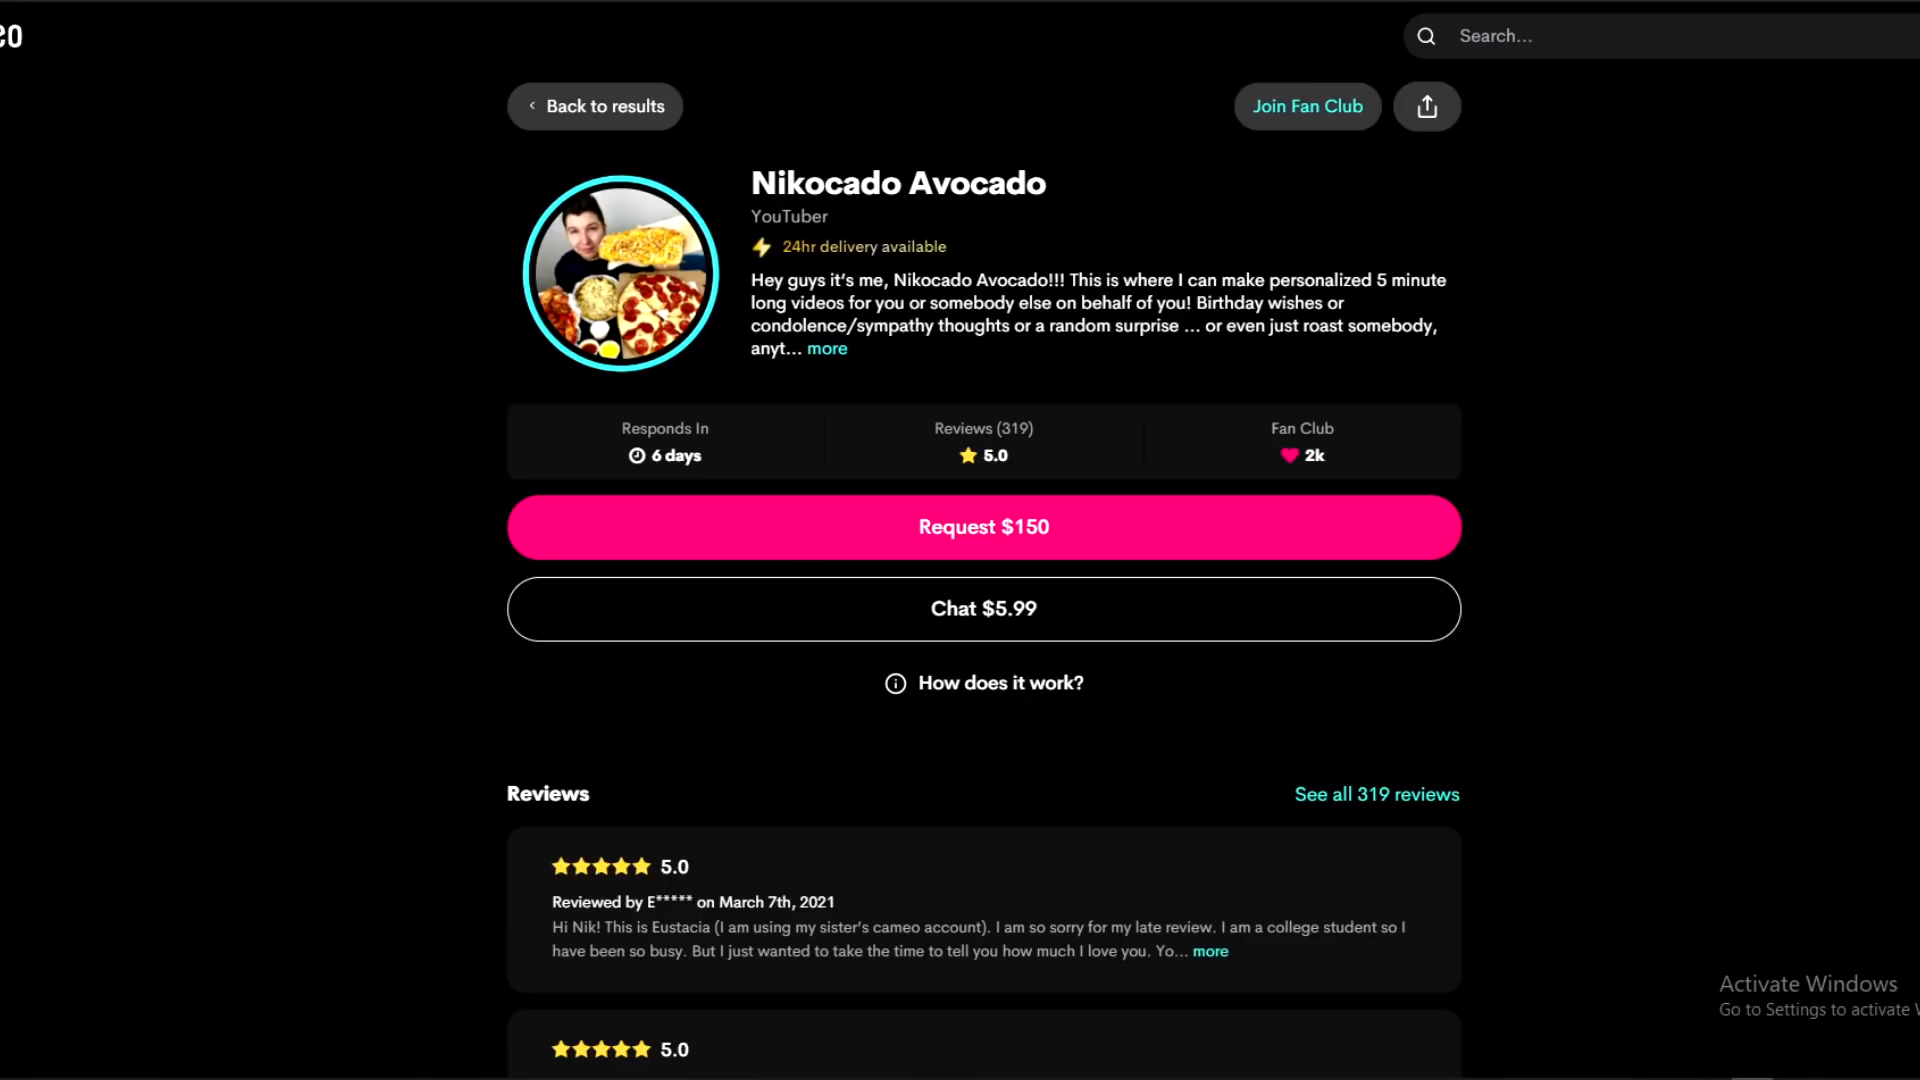 eo
Search...
Back to results
Join Fan Club
Nikocado Avocado
YouTuber
24hr delivery available
Hey guys it's me, Nikocado Avocado!!! This is where I can make personalized 5 minute
long videos for you or somebody else on behalf of you! Birthday wishes or
condolence/sympathy thoughts or a random surprise ... or even just roast somebody,
anyt... more
Responds In
6 days
Reviews (319)
5.0
Fan Club
2k
Request $150
Chat $5.99
How does it work?
Reviews
See all 319 reviews
5.0
Reviewed by E***** on March 7th, 2021
Hi Nik! This is Eustacia (I am using my sister's cameo account). I am so sorry for my late review. I am a college student so I
have been so busy. But I just wanted to take the time to tell you how much I love you. Yo... more
5.0
Activate Windows
Go to Settings to activate